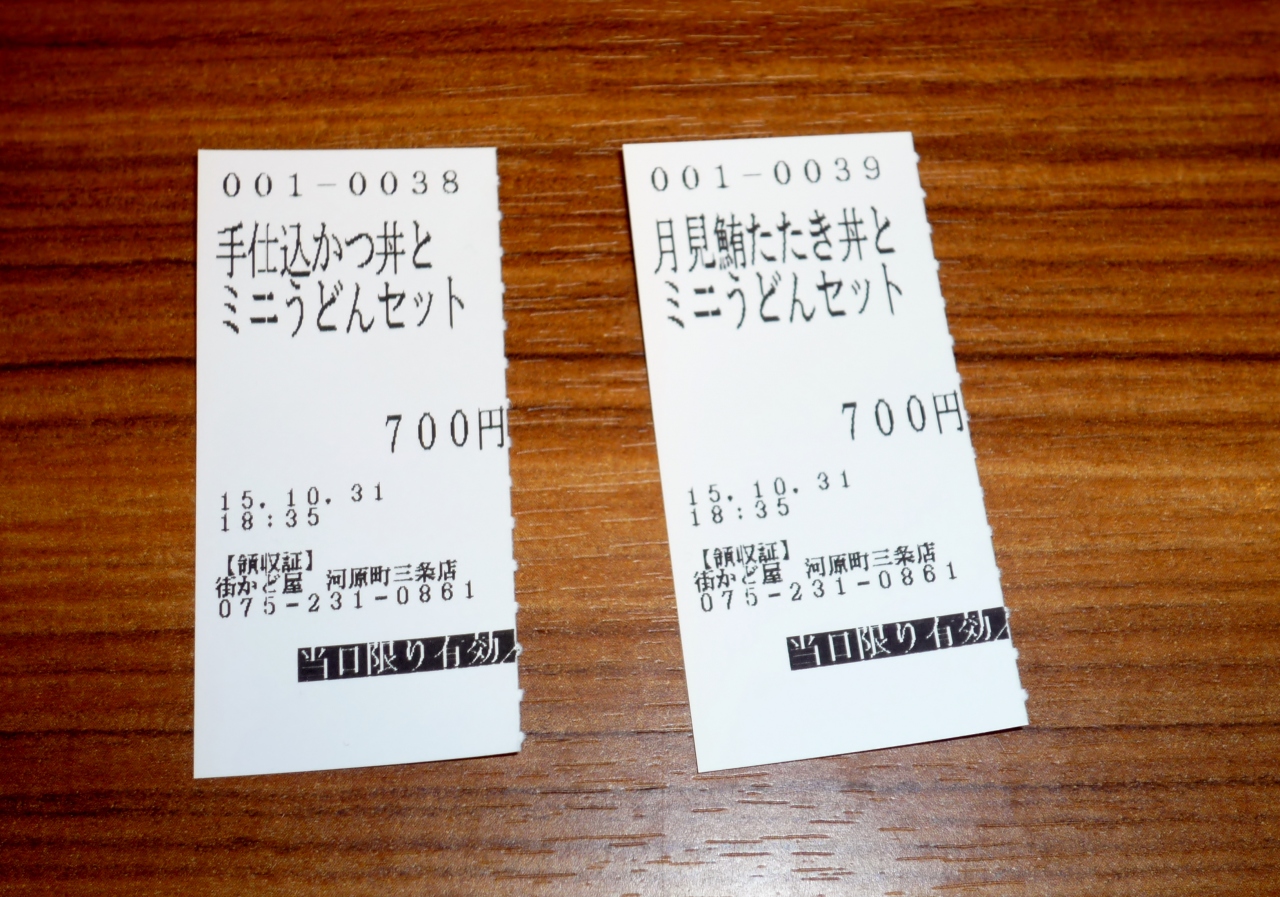 001-0038
手仕込かつ丼と
ミニうどんセット
700円
15.10.31
18:35
【領収証】
街かど屋 河原町三条店
075-231-0861
当日限り有効
001-0039
月見鮪たたき丼と
ミニうどんセット
700円
15.10.31
18:35
【領収証】
街かど屋 河原町三条店
075-231-0861
当日限り有効